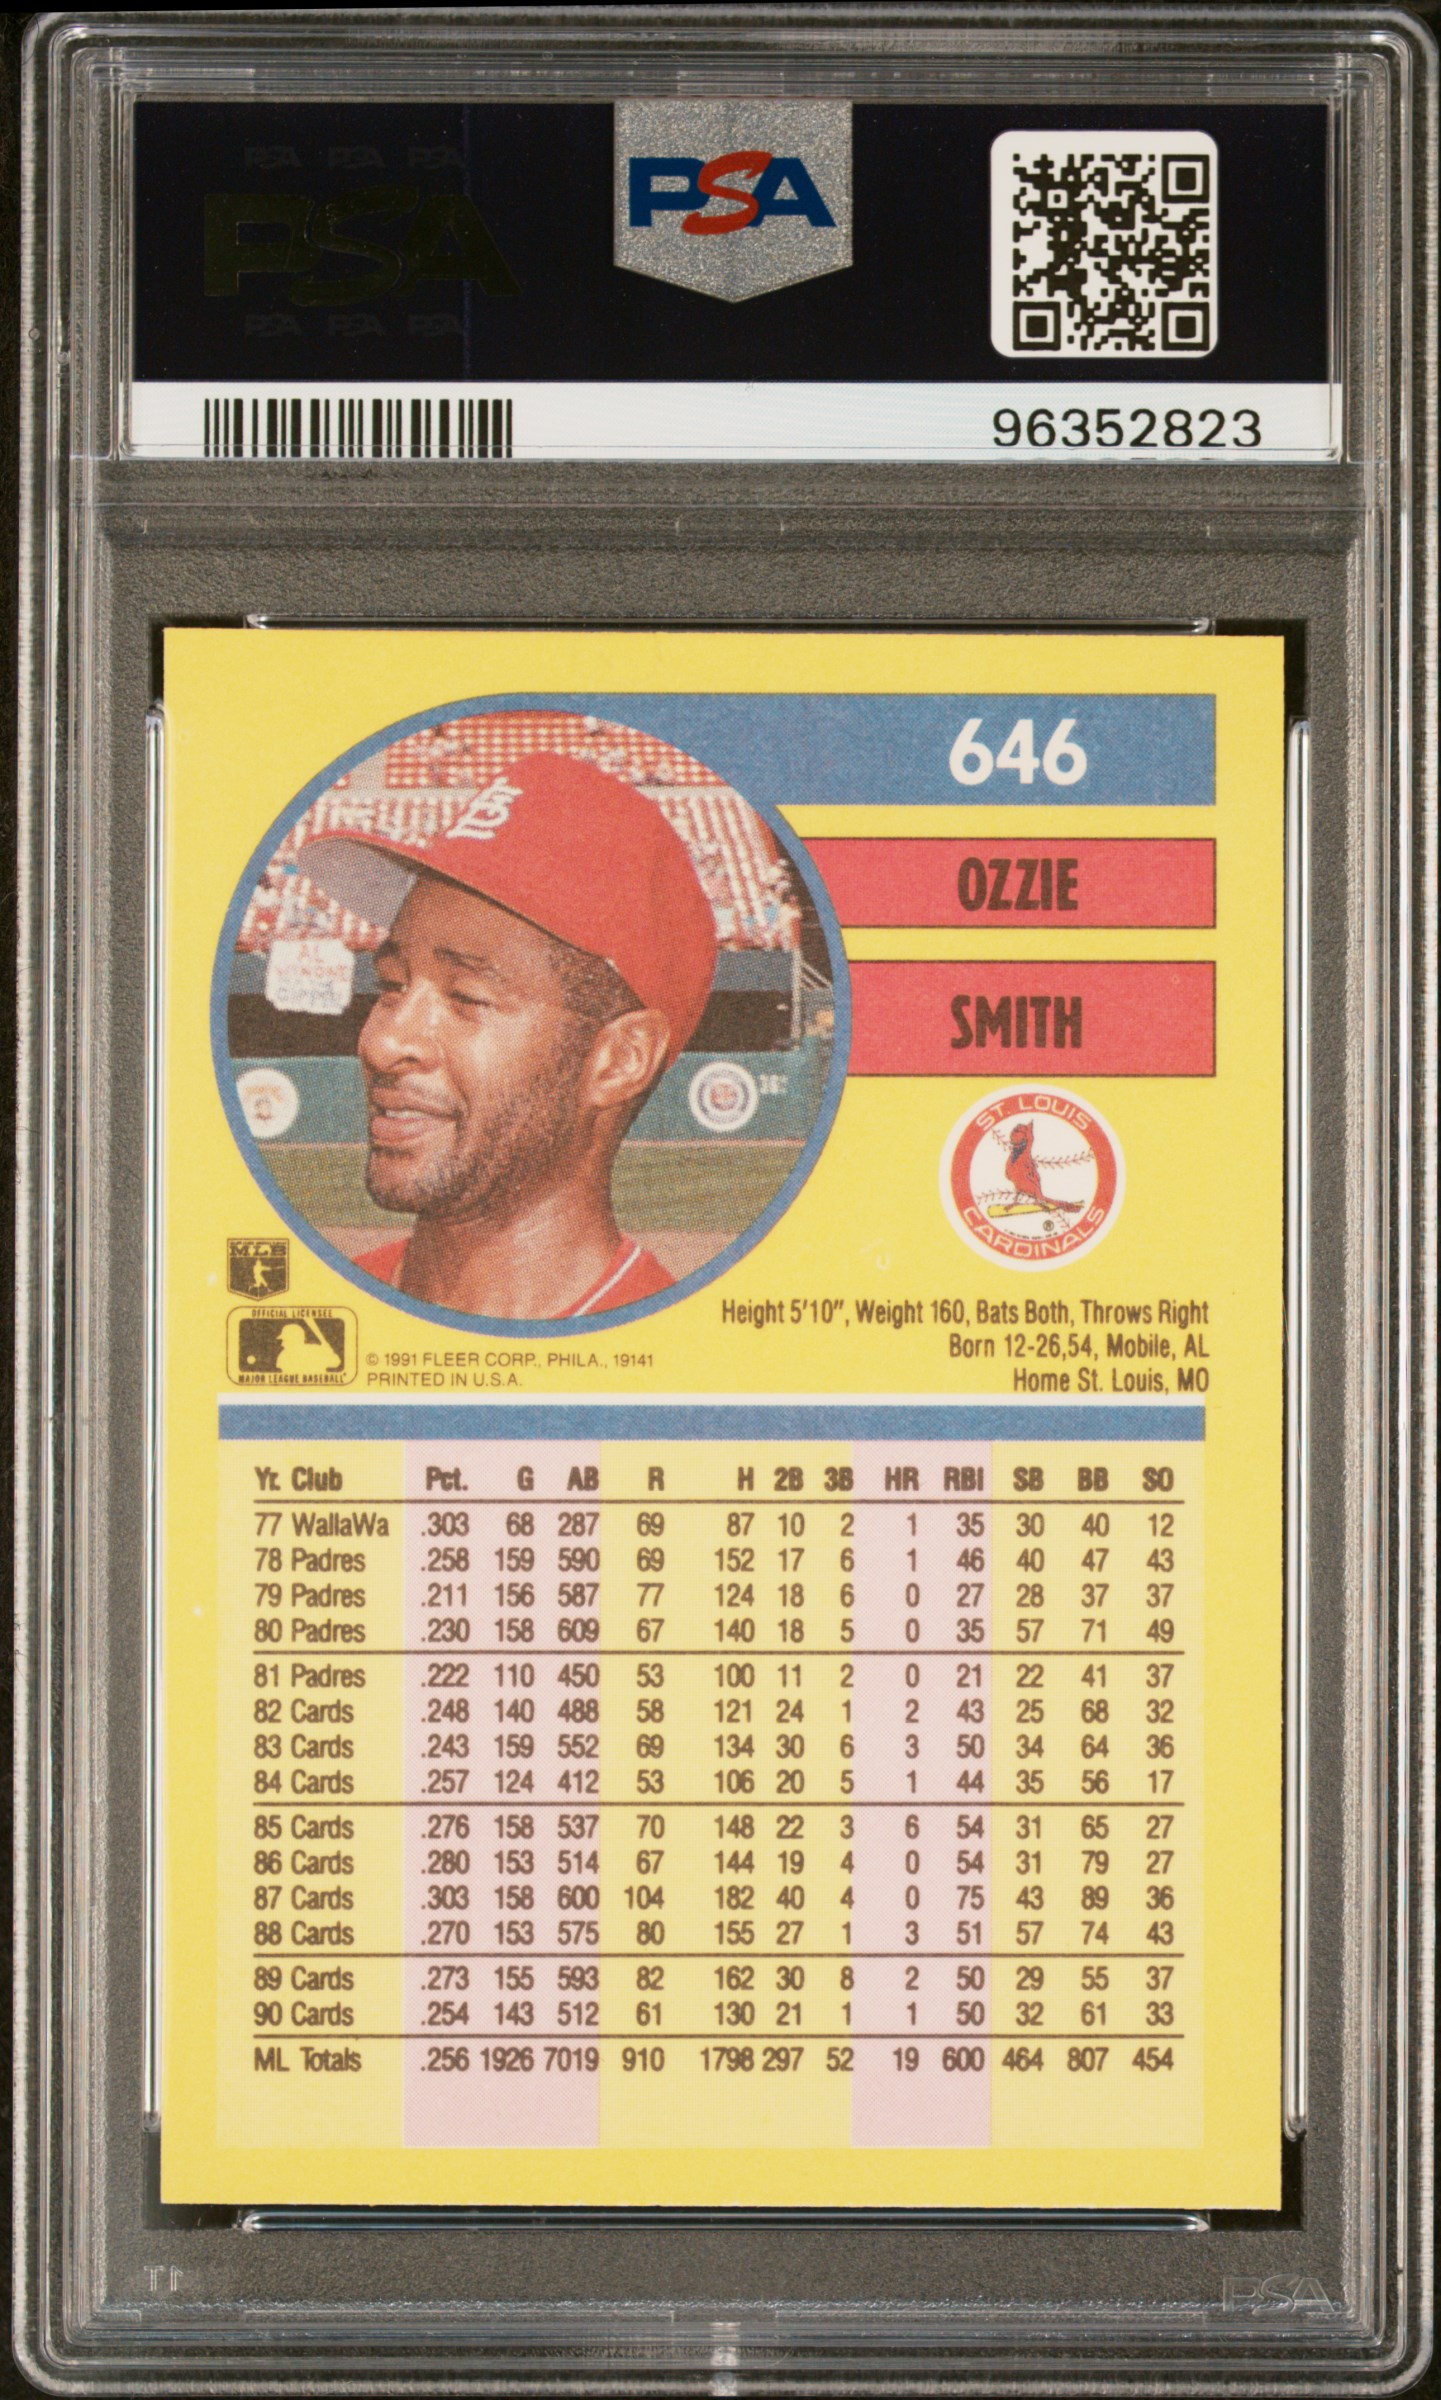 PSA PSA PSA
PSA
PSA PSA PSA
PSA
96352823
646
OZZIE
SMITH
ST. LOUIS
CARDINALS
®
MLB
OFFICIAL LICENSEE
MAJOR LEAGUE BASEBALL
© 1991 FLEER CORP., PHILA., 19141
PRINTED IN U.S.A.
Height 5'10", Weight 160, Bats Both, Throws Right
Born 12-26,54, Mobile, AL
Home St. Louis, MO
Yr. Club Pct. G AB R H 2B 3B HR RBI SB BB SO
77 WallaWa .303 68 287 69 87 10 2 1 35 30 40 12
78 Padres .258 159 590 69 152 17 6 1 46 40 47 43
79 Padres .211 156 587 77 124 18 6 0 27 28 37 37
80 Padres .230 158 609 67 140 18 5 0 35 57 71 49
81 Padres .222 110 450 53 100 11 2 0 21 22 41 37
82 Cards .248 140 488 58 121 24 1 2 43 25 68 32
83 Cards .243 159 552 69 134 30 6 3 50 34 64 36
84 Cards .257 124 412 53 106 20 5 1 44 35 56 17
85 Cards .276 158 537 70 148 22 3 6 54 31 65 27
86 Cards .280 153 514 67 144 19 4 0 54 31 79 27
87 Cards .303 158 600 104 182 40 4 0 75 43 89 36
88 Cards .270 153 575 80 155 27 1 3 51 57 74 43
89 Cards .273 155 593 82 162 30 8 2 50 29 55 37
90 Cards .254 143 512 61 130 21 1 1 50 32 61 33
ML Totals .256 1926 7019 910 1798 297 52 19 600 464 807 454
PSA